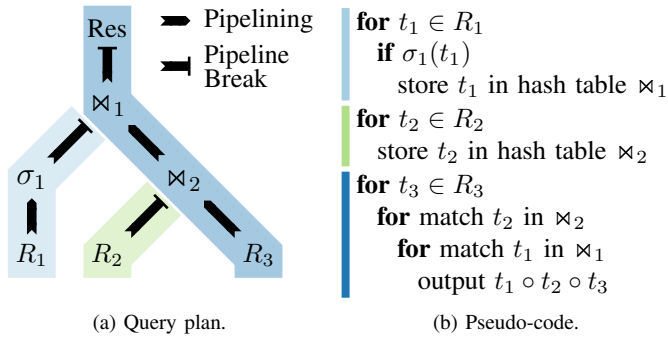 Res
Pipelining
Pipeline
Break
⋈₁
σ₁
⋈₂
R₁
R₂
R₃
(a) Query plan.
for t₁ ∈ R₁
if σ₁(t₁)
store t₁ in hash table ⋈₁
for t₂ ∈ R₂
store t₂ in hash table ⋈₂
for t₃ ∈ R₃
for match t₂ in ⋈₂
for match t₁ in ⋈₁
output t₁ ∘ t₂ ∘ t₃
(b) Pseudo-code.